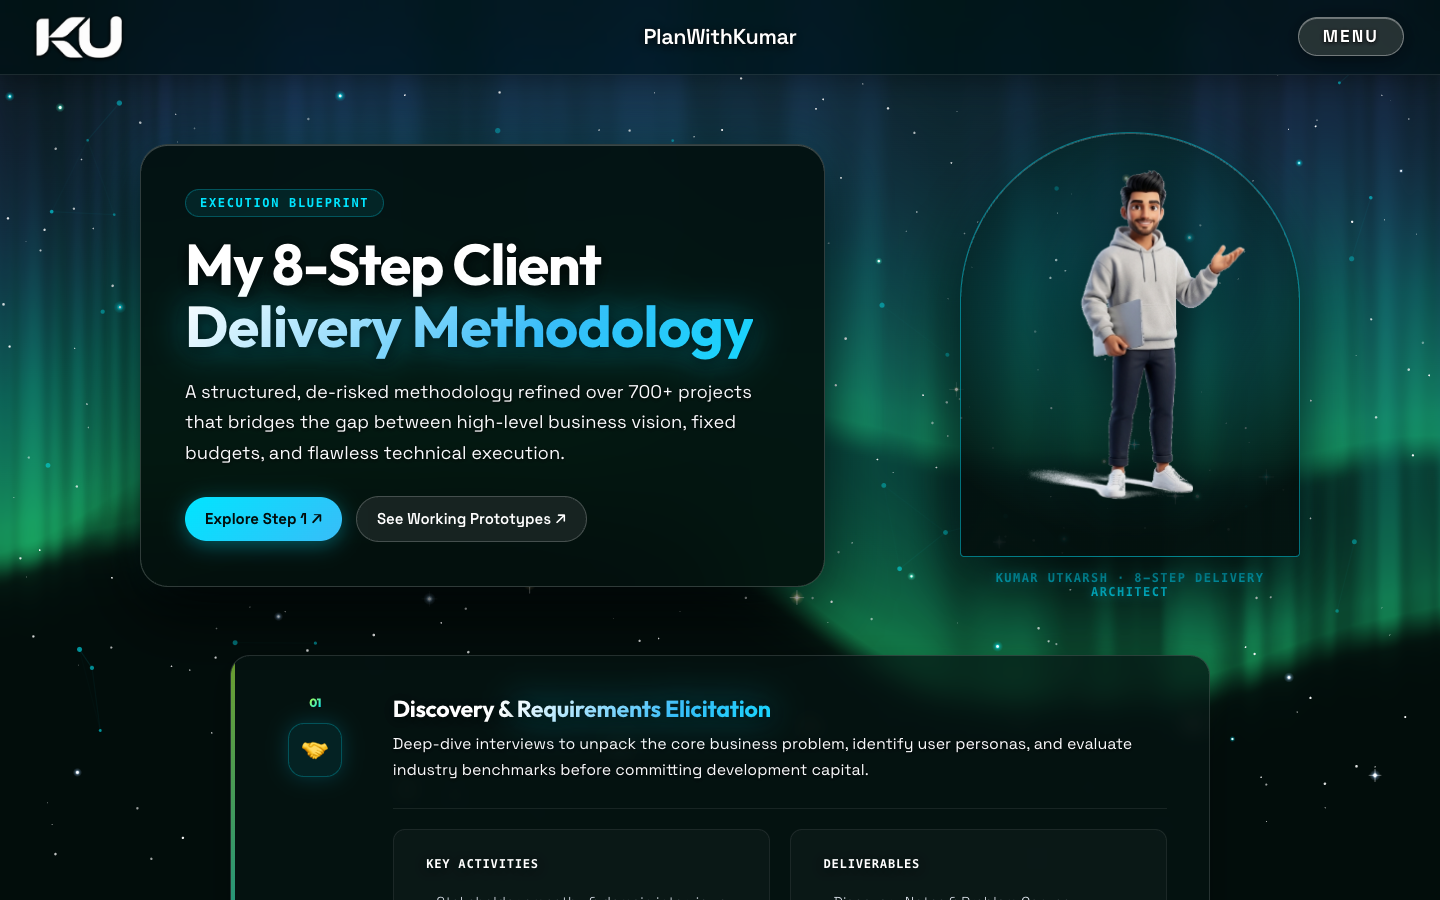 KU
PlanWithKumar
MENU
EXECUTION BLUEPRINT
My 8-Step Client
Delivery Methodology
A structured, de-risked methodology refined over 700+ projects
that bridges the gap between high-level business vision, fixed
budgets, and flawless technical execution.
Explore Step 1 ↗
See Working Prototypes ↗
KUMAR UTKARSH · 8-STEP DELIVERY
ARCHITECT
01
Discovery & Requirements Elicitation
Deep-dive interviews to unpack the core business problem, identify user personas, and evaluate
industry benchmarks before committing development capital.
KEY ACTIVITIES
DELIVERABLES